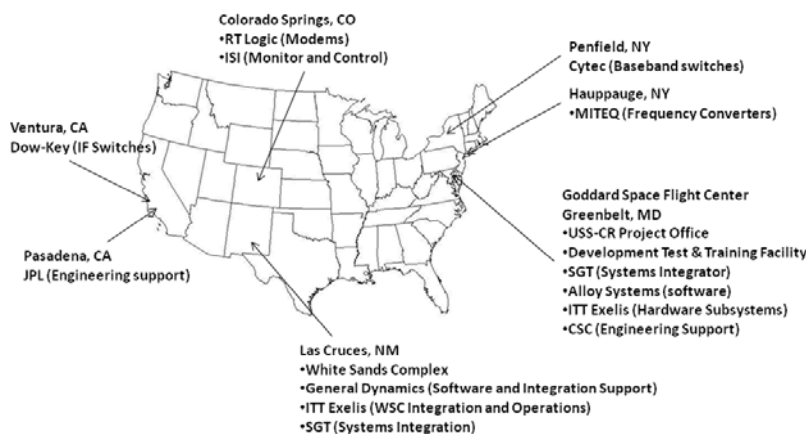 Colorado Springs, CO
•RT Logic (Modems)
•ISI (Monitor and Control)
Penfield, NY
Cytec (Baseband switches)
Hauppauge, NY
•MITEQ (Frequency Converters)
Ventura, CA
Dow-Key (IF Switches)
Pasadena, CA
JPL (Engineering support)
Goddard Space Flight Center
Greenbelt, MD
•USS-CR Project Office
•Development Test & Training Facility
•SGT (Systems Integrator)
•Alloy Systems (software)
•ITT Exelis (Hardware Subsystems)
•CSC (Engineering Support)
Las Cruces, NM
•White Sands Complex
•General Dynamics (Software and Integration Support)
•ITT Exelis (WSC Integration and Operations)
•SGT (Systems Integration)